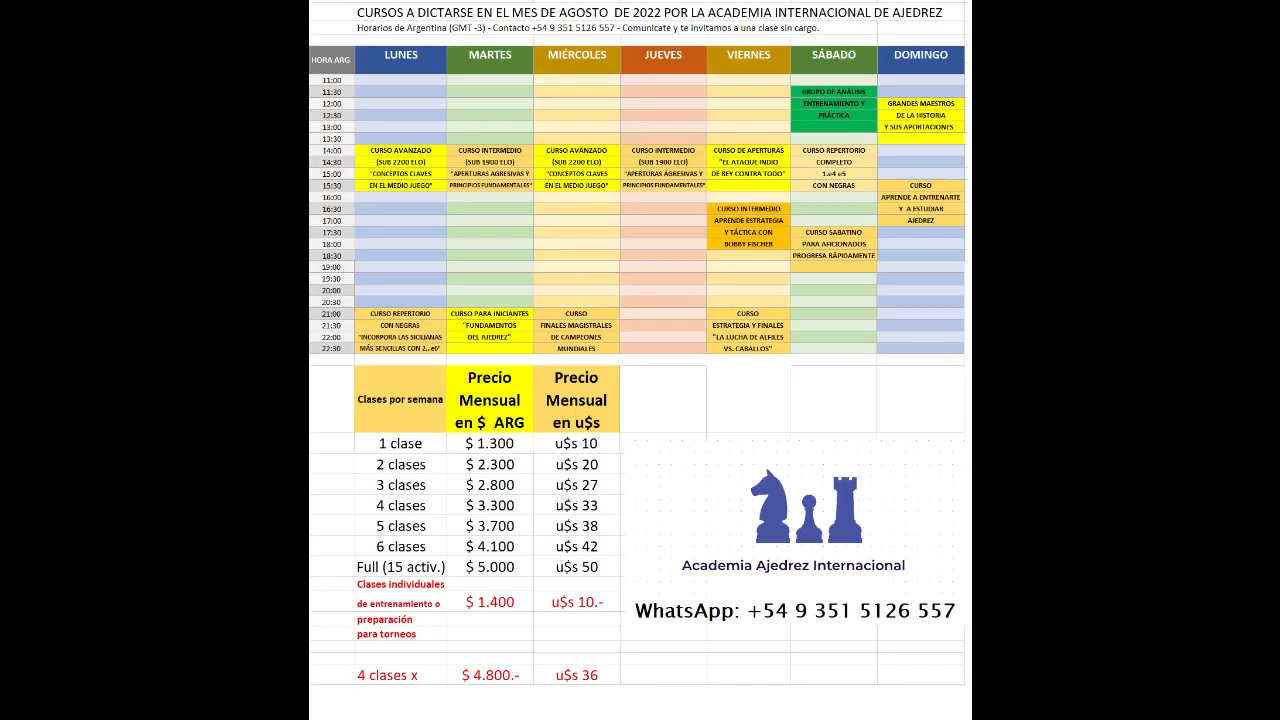 CURSOS A DICTARSE EN EL MES DE AGOSTO DE 2022 POR LA ACADEMIA INTERNACIONAL DE AJEDREZ
Horarios de Argentina (GMT -3) - Contacto +54 9 351 5126 557 - Comunicate y te invitamos a una clase sin cargo.
HORA ARG LUNES MARTES MIÉRCOLES JUEVES VIERNES SÁBADO DOMINGO
11:00
11:30 GRUPO DE ANÁLISIS
12:00 ENTRENAMIENTO Y GRANDES MAESTROS
12:30 PRÁCTICA DE LA HISTORIA
13:00 Y SUS APORTACIONES
13:30
14:00 CURSO AVANZADO CURSO INTERMEDIO CURSO AVANZADO CURSO INTERMEDIO CURSO DE APERTURAS CURSO REPERTORIO
14:30 (SUB 2200 ELO) (SUB 1900 ELO) (SUB 2200 ELO) (SUB 1900 ELO) "EL ATAQUE INDIO COMPLETO
15:00 "CONCEPTOS CLAVES "APERTURAS AGRESIVAS Y "CONCEPTOS CLAVES "APERTURAS AGRESIVAS Y DE REY CONTRA TODO" 1.e4 e5
15:30 EN EL MEDIO JUEGO" PRINCIPIOS FUNDAMENTALES" EN EL MEDIO JUEGO" PRINCIPIOS FUNDAMENTALES" CON NEGRAS CURSO
16:00 APRENDE A ENTRENARTE
16:30 CURSO INTERMEDIO Y A ESTUDIAR
17:00 APRENDE ESTRATEGIA AJEDREZ
17:30 Y TÁCTICA CON CURSO SABATINO
18:00 BOBBY FISCHER PARA AFICIONADOS
18:30 PROGRESA RÁPIDAMENTE
19:00
19:30
20:00
20:30
21:00 CURSO REPERTORIO CURSO PARA INICIANTES CURSO CURSO
21:30 CON NEGRAS "FUNDAMENTOS FINALES MAGISTRALES ESTRATEGIA Y FINALES
22:00 "INCORPORA LAS SICILIANAS DEL AJEDREZ" DE CAMPEONES "LA LUCHA DE ALFILES
22:30 MÁS SENCILLAS CON 2...e6" MUNDIALES VS. CABALLOS"
Clases por semana Precio Mensual en $ ARG Precio Mensual en u$s
1 clase $ 1.300 u$s 10
2 clases $ 2.300 u$s 20
3 clases $ 2.800 u$s 27
4 clases $ 3.300 u$s 33
5 clases $ 3.700 u$s 38
6 clases $ 4.100 u$s 42
Full (15 activ.) $ 5.000 u$s 50
Clases individuales
de entrenamiento o $ 1.400 u$s 10.-
preparación
para torneos
4 clases x $ 4.800.- u$s 36
Academia Ajedrez Internacional
WhatsApp: +54 9 351 5126 557